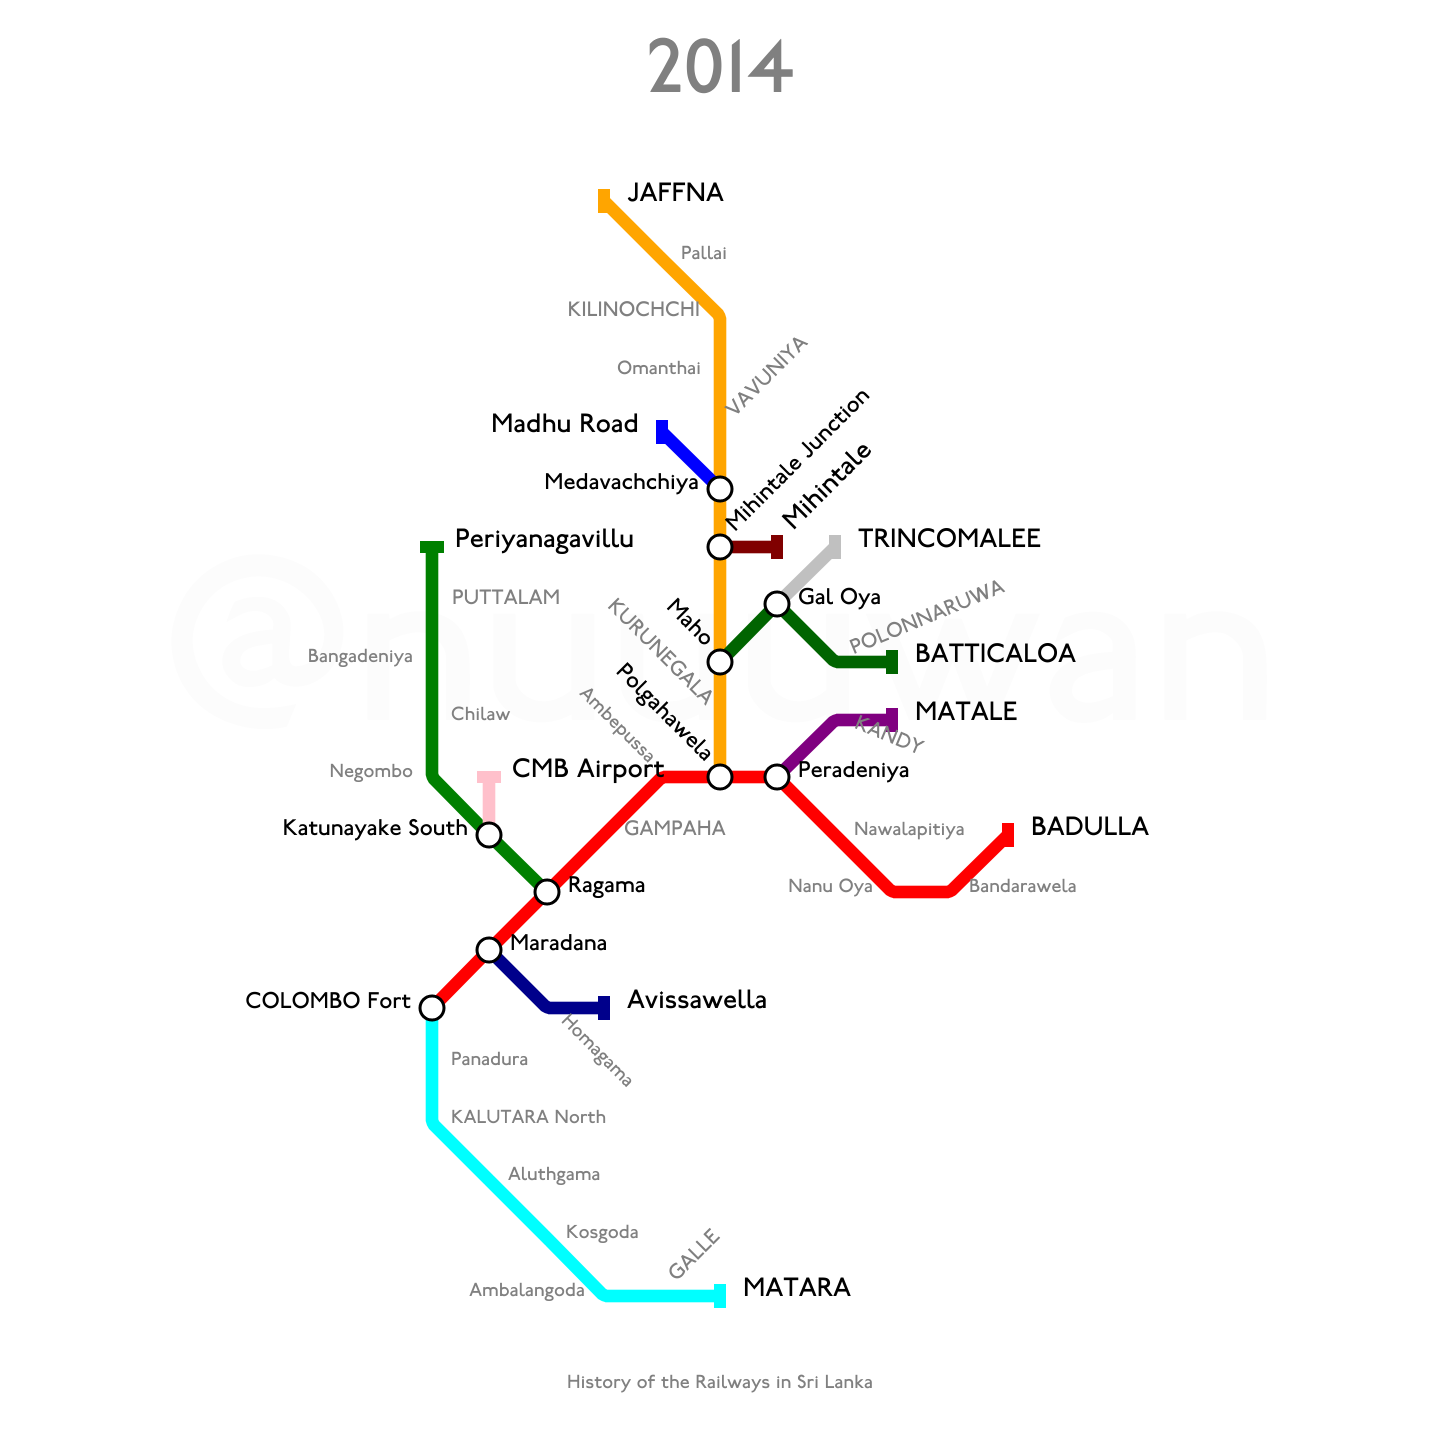 2014
JAFFNA
Pallai
KILINOCHCHI
Omanthai
VAVUNIYA
Madhu Road
Medavachchiya
Mihintale Junction
Mihintale
Periyanagavillu
TRINCOMALEE
PUTTALAM
Gal Oya
POLONNARUWA
Maho
KURUNEGALA
Bangadeniya
BATTICALOA
Polgahawela
Ambepussa
Chilaw
MATALE
KANDY
Negombo
CMB Airport
Peradeniya
Katunayake South
GAMPAHA
Nawalapitiya
BADULLA
Ragama
Nanu Oya
Bandarawela
Maradana
COLOMBO Fort
Avissawella
Homagama
Panadura
KALUTARA North
Aluthgama
Kosgoda
GALLE
Ambalangoda
MATARA
History of the Railways in Sri Lanka